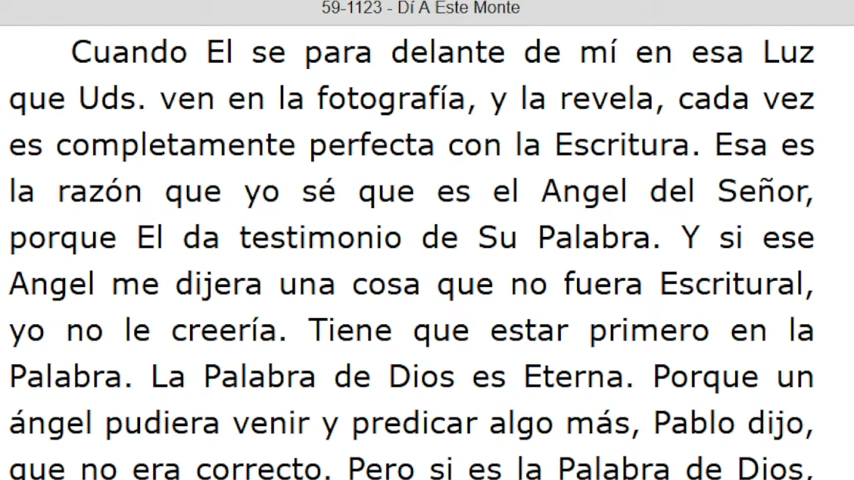 59-1123 - Dí A Este Monte
Cuando El se para delante de mí en esa Luz
que Uds. ven en la fotografía, y la revela, cada vez
es completamente perfecta con la Escritura. Esa es
la razón que yo sé que es el Angel del Señor,
porque El da testimonio de Su Palabra. Y si ese
Angel me dijera una cosa que no fuera Escritural,
yo no le creería. Tiene que estar primero en la
Palabra. La Palabra de Dios es Eterna. Porque un
ángel pudiera venir y predicar algo más, Pablo dijo,
que no era correcto. Pero si es la Palabra de Dios,